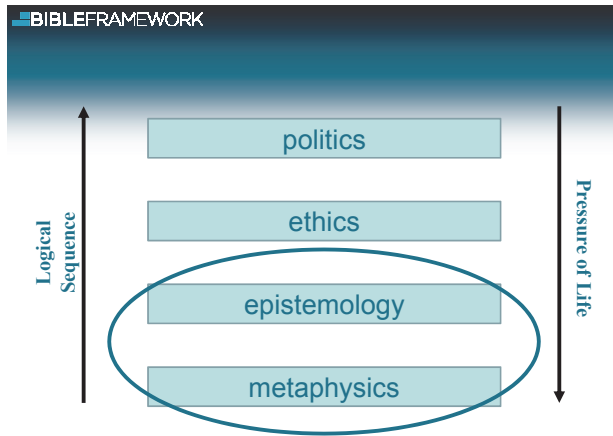 BIBLEFRAMEWORK
politics
ethics
epistemology
metaphysics
Logical
Sequence
Pressure of Life